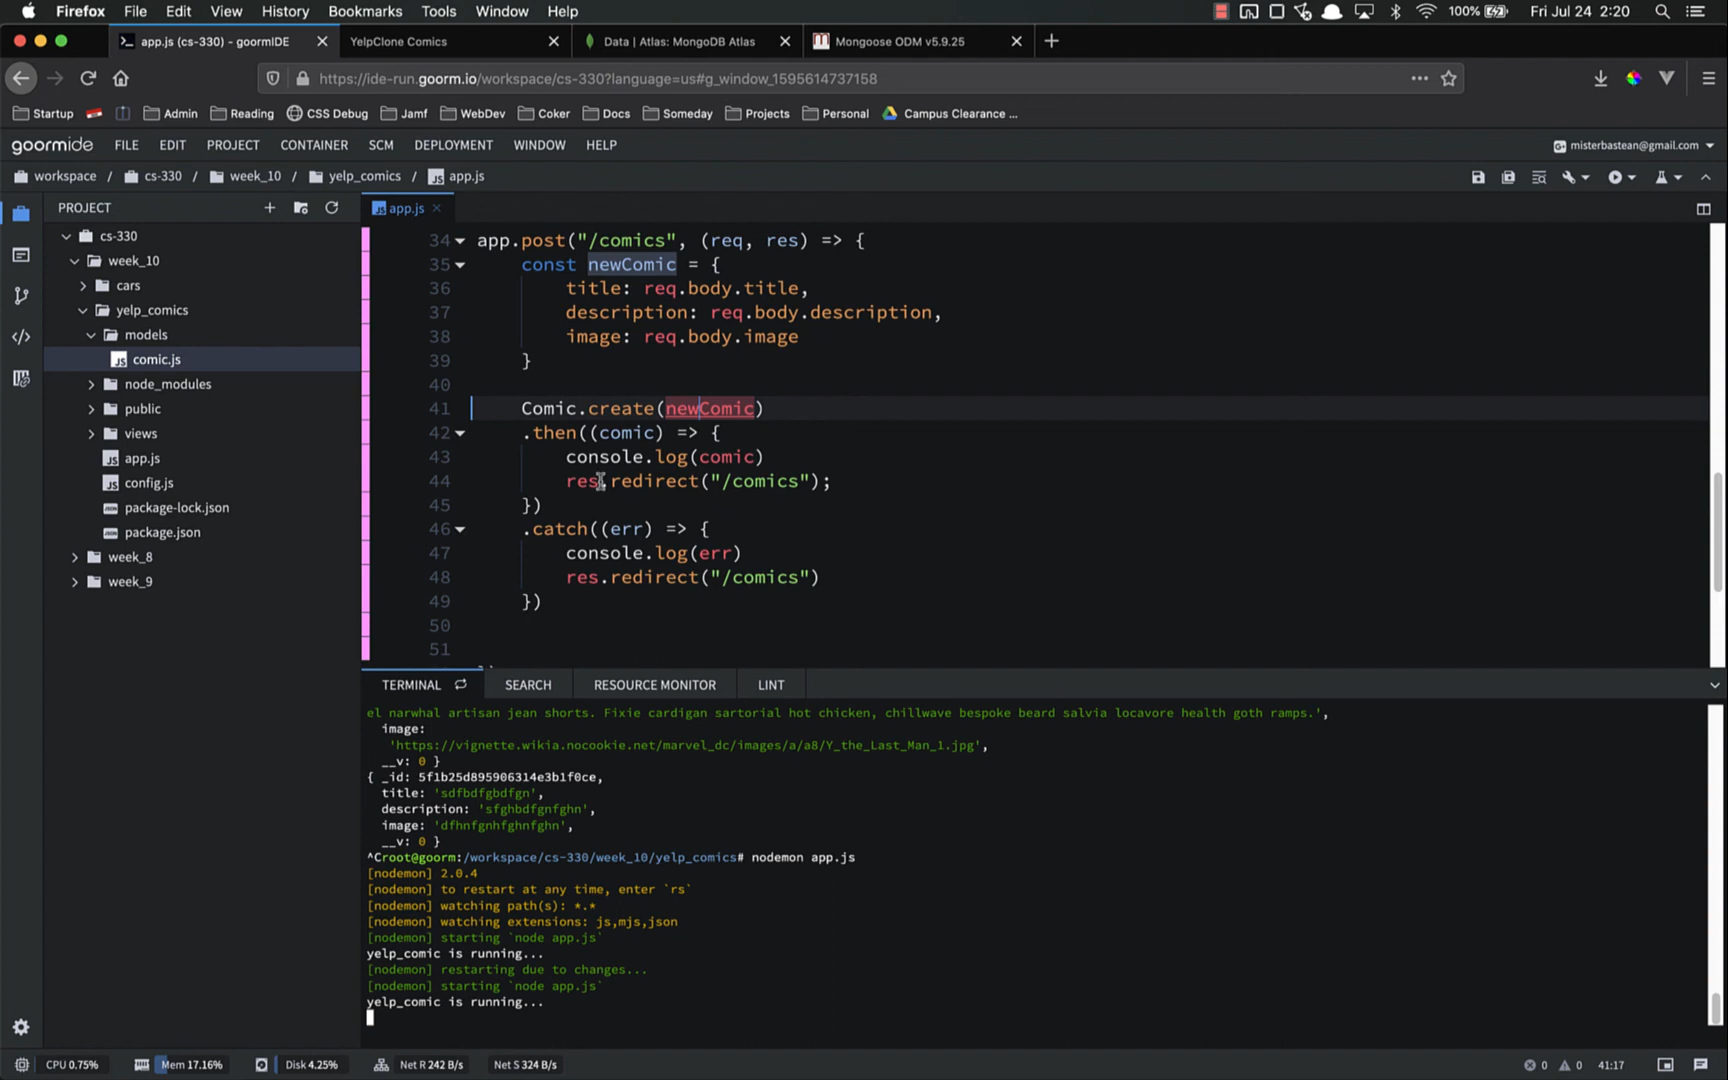 Firefox File Edit View History Bookmarks Tools Window Help 100% Fri Jul 24 2:20
app.js (cs-330) - goormIDE YelpClone Comics Data | Atlas: MongoDB Atlas Mongoose ODM v5.9.25
https://ide-run.goorm.io/workspace/cs-330?language=us#g_window_1595614737158
Startup Admin Reading CSS Debug Jamf WebDev Coker Docs Someday Projects Personal Campus Clearance ...
goormide FILE EDIT PROJECT CONTAINER SCM DEPLOYMENT WINDOW HELP misterbastean@gmail.com
workspace / cs-330 / week_10 / yelp_comics / app.js
PROJECT
cs-330
week_10
cars
yelp_comics
models
comic.js
node_modules
public
views
app.js
config.js
package-lock.json
package.json
week_8
week_9
app.js
34 app.post("/comics", (req, res) => {
35 const newComic = {
36 title: req.body.title,
37 description: req.body.description,
38 image: req.body.image
39 }
40
41 Comic.create(newComic)
42 .then((comic) => {
43 console.log(comic)
44 res.redirect("/comics");
45 })
46 .catch((err) => {
47 console.log(err)
48 res.redirect("/comics")
49 })
50
51
TERMINAL SEARCH RESOURCE MONITOR LINT
el narwhal artisan jean shorts. Fixie cardigan sartorial hot chicken, chillwave bespoke beard salvia locavore health goth ramps.',
image:
'https://vignette.wikia.nocookie.net/marvel_dc/images/a/a8/Y_the_Last_Man_1.jpg',
__v: 0 }
{ _id: 5f1b25d895906314e3b1f0ce,
title: 'sdfbdfgbdfgn',
description: 'sfghbdfgnfghn',
image: 'dfhnfgnhfghnfghn',
__v: 0 }
^Croot@goorm:/workspace/cs-330/week_10/yelp_comics# nodemon app.js
[nodemon] 2.0.4
[nodemon] to restart at any time, enter `rs`
[nodemon] watching path(s): *.*
[nodemon] watching extensions: js,mjs,json
[nodemon] starting `node app.js`
yelp_comic is running...
[nodemon] restarting due to changes...
[nodemon] starting `node app.js`
yelp_comic is running...
CPU 0.75% Mem 17.16% Disk 4.25% Net R 242 B/s Net S 324 B/s 0 0 41:17